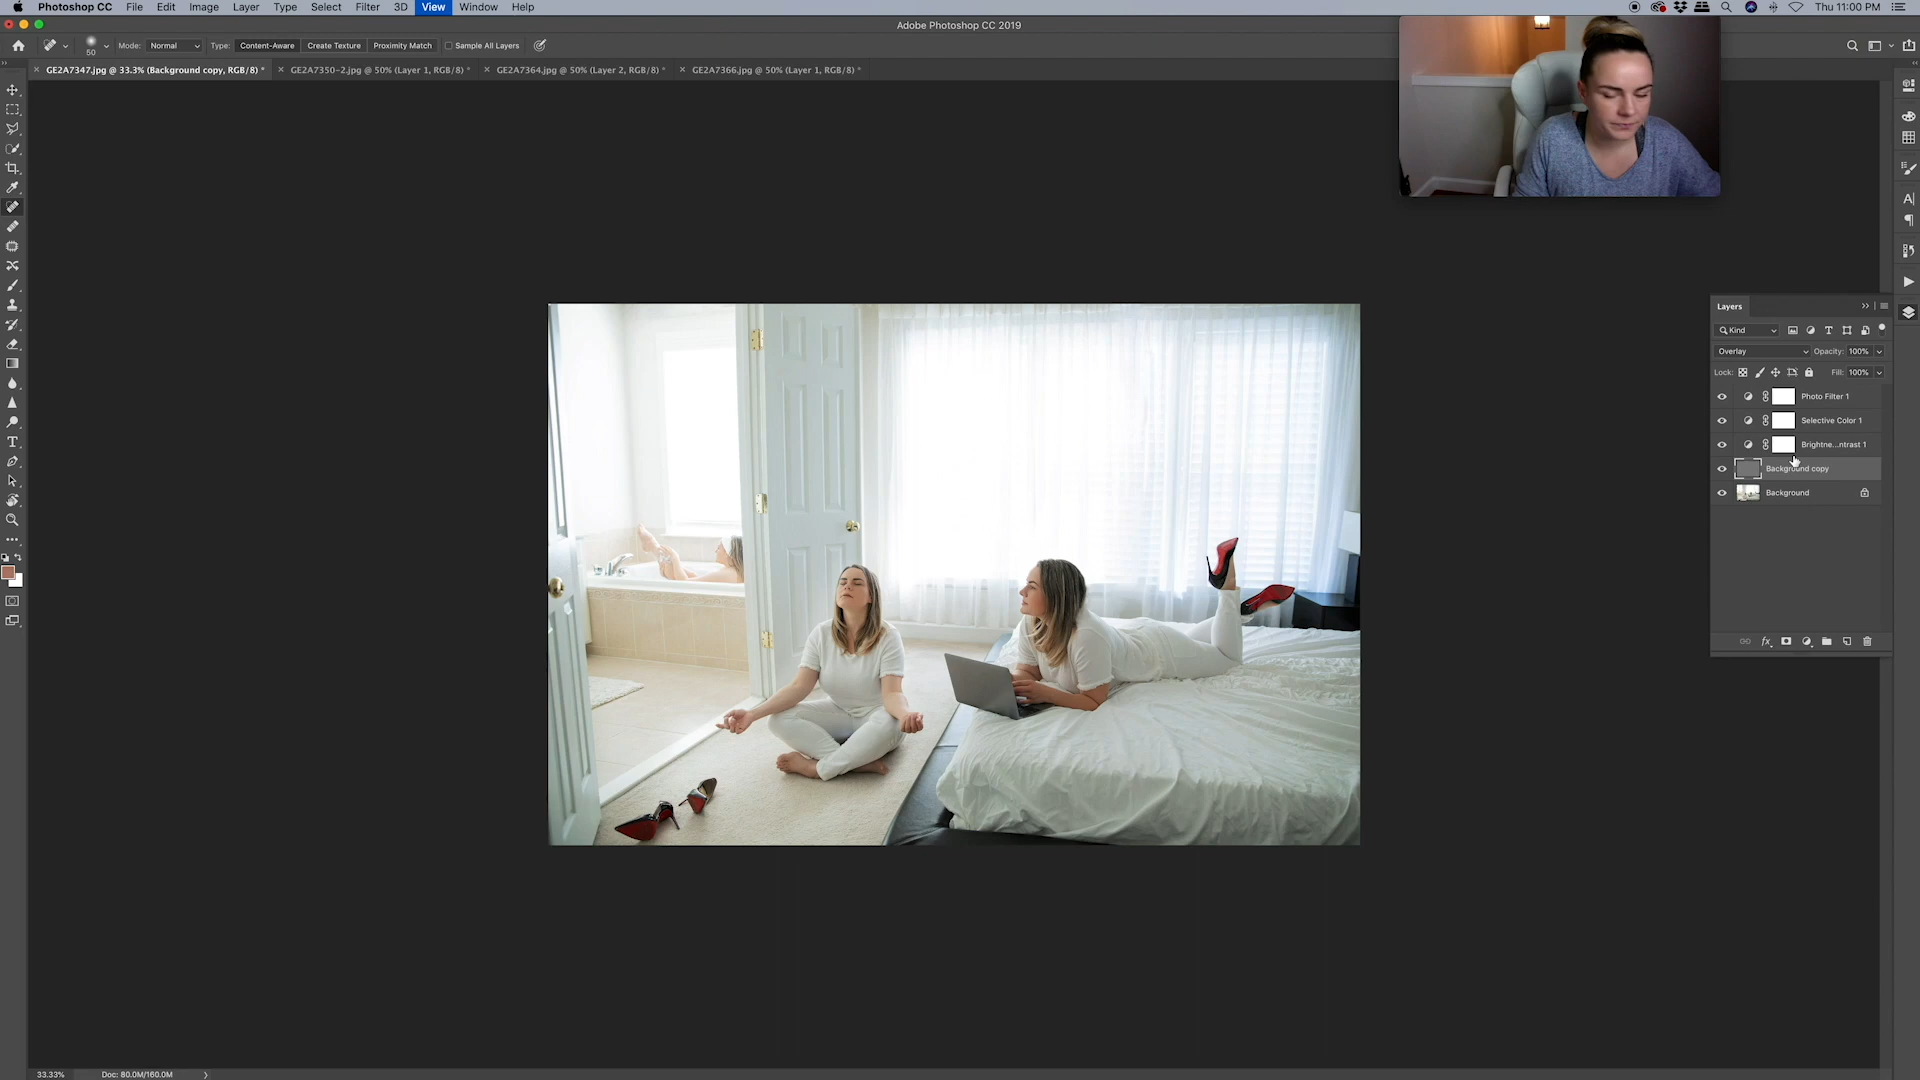 Photoshop CC File Edit Image Layer Type Select Filter 3D View Window Help Thu 11:00 PM
Adobe Photoshop CC 2019
50 Mode: Normal Type: Content-Aware Create Texture Proximity Match Sample All Layers
GE2A7347.jpg @ 33.3% (Background copy, RGB/8) * GE2A7350-2.jpg @ 50% (Layer 1, RGB/8) * GE2A7364.jpg @ 50% (Layer 2, RGB/8) * GE2A7366.jpg @ 50% (Layer 1, RGB/8) *
Layers
Kind
Overlay Opacity: 100%
Lock: Fill: 100%
Photo Filter 1
Selective Color 1
Brightne...ntrast 1
Background copy
Background
fx
33.33% Doc: 80.0M/160.0M